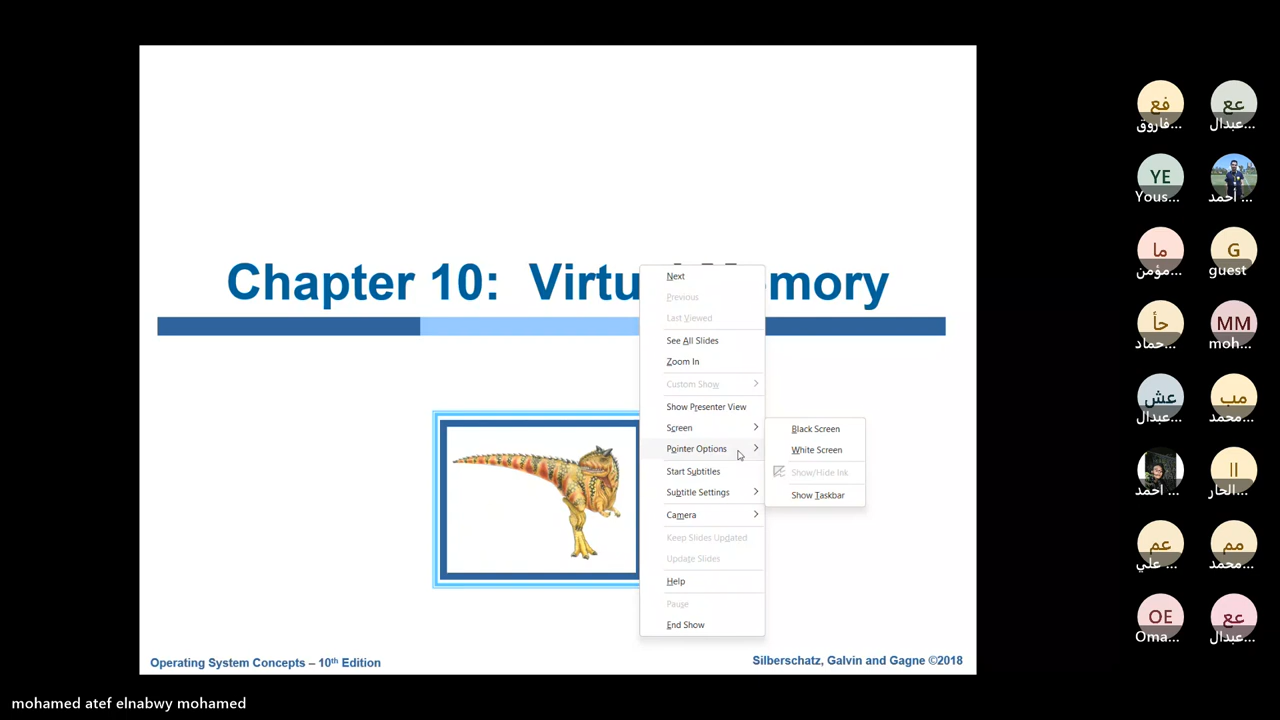 Chapter 10: Virtu
mory
Next
Previous
Last Viewed
See All Slides
Zoom In
Custom Show
Show Presenter View
Screen
Pointer Options
Start Subtitles
Subtitle Settings
Camera
Keep Slides Updated
Update Slides
Help
Pause
End Show
Black Screen
White Screen
Show/Hide Ink
Show Taskbar
Operating System Concepts – 10th Edition
Silberschatz, Galvin and Gagne ©2018
mohamed atef elnabwy mohamed
فع
فاروق...
عع
عبدال...
YE
Yous...
احمد ...
ما
مؤمن...
G
guest
حأ
حماد...
MM
moh...
عش
عبدال...
مب
محمد...
احمد ...
اا
الحار...
عم
علي ...
مم
محمد...
OE
Oma...
عع
عبدال...